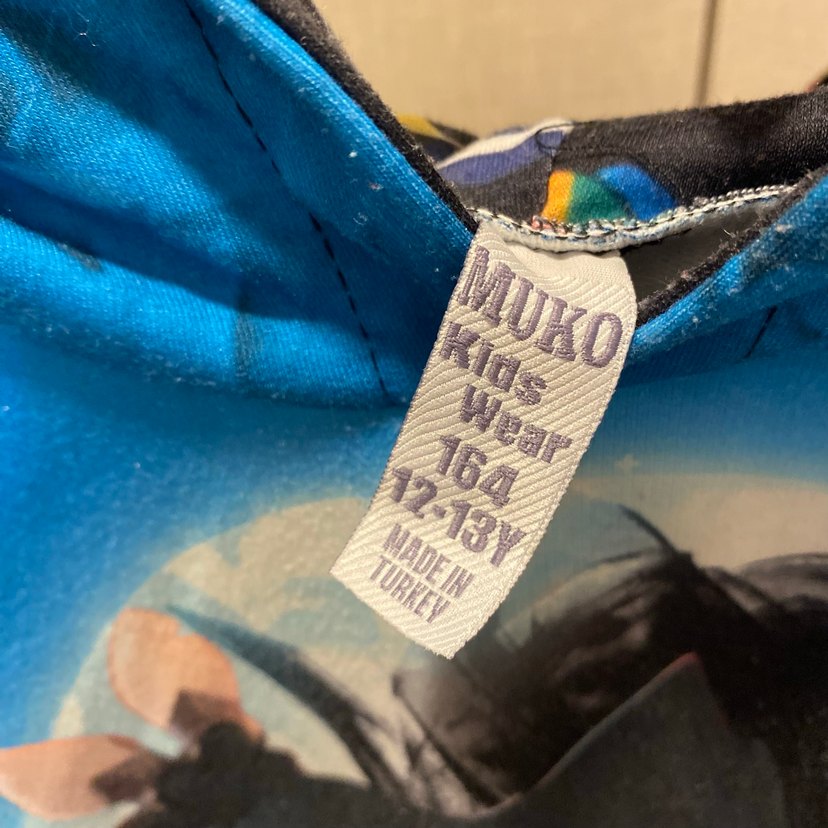 MUKO
Kids
Wear
164
12-13Y
MADE IN
TURKEY